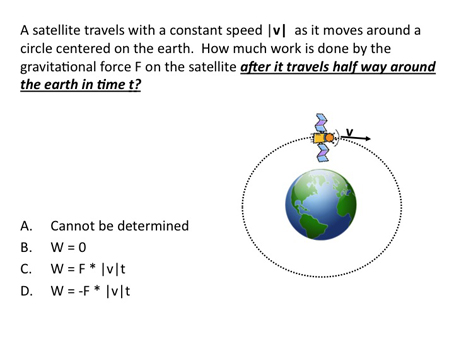 A satellite travels with a constant speed |v| as it moves around a
circle centered on the earth. How much work is done by the
gravitational force F on the satellite after it travels half way around
the earth in time t?
v
A. Cannot be determined
B. W = 0
C. W = F * |v|t
D. W = -F * |v|t